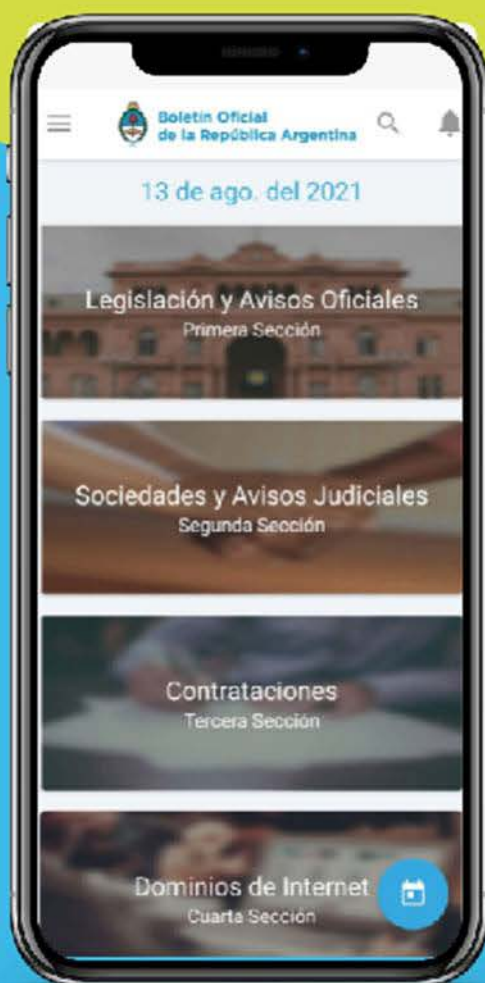 Boletín Oficial
de la República Argentina
13 de ago. del 2021
Legislación y Avisos Oficiales
Primera Sección
Sociedades y Avisos Judiciales
Segunda Sección
Contrataciones
Tercera Sección
Dominios de Internet
Cuarta Sección